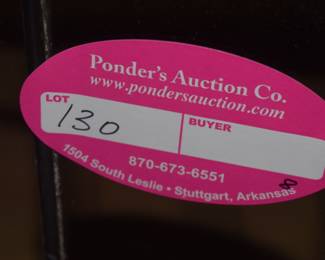 Ponder's Auction Co.
www.pondersauction.com
LOT
130
BUYER
870-673-6551
1504 South Leslie • Stuttgart, Arkansas